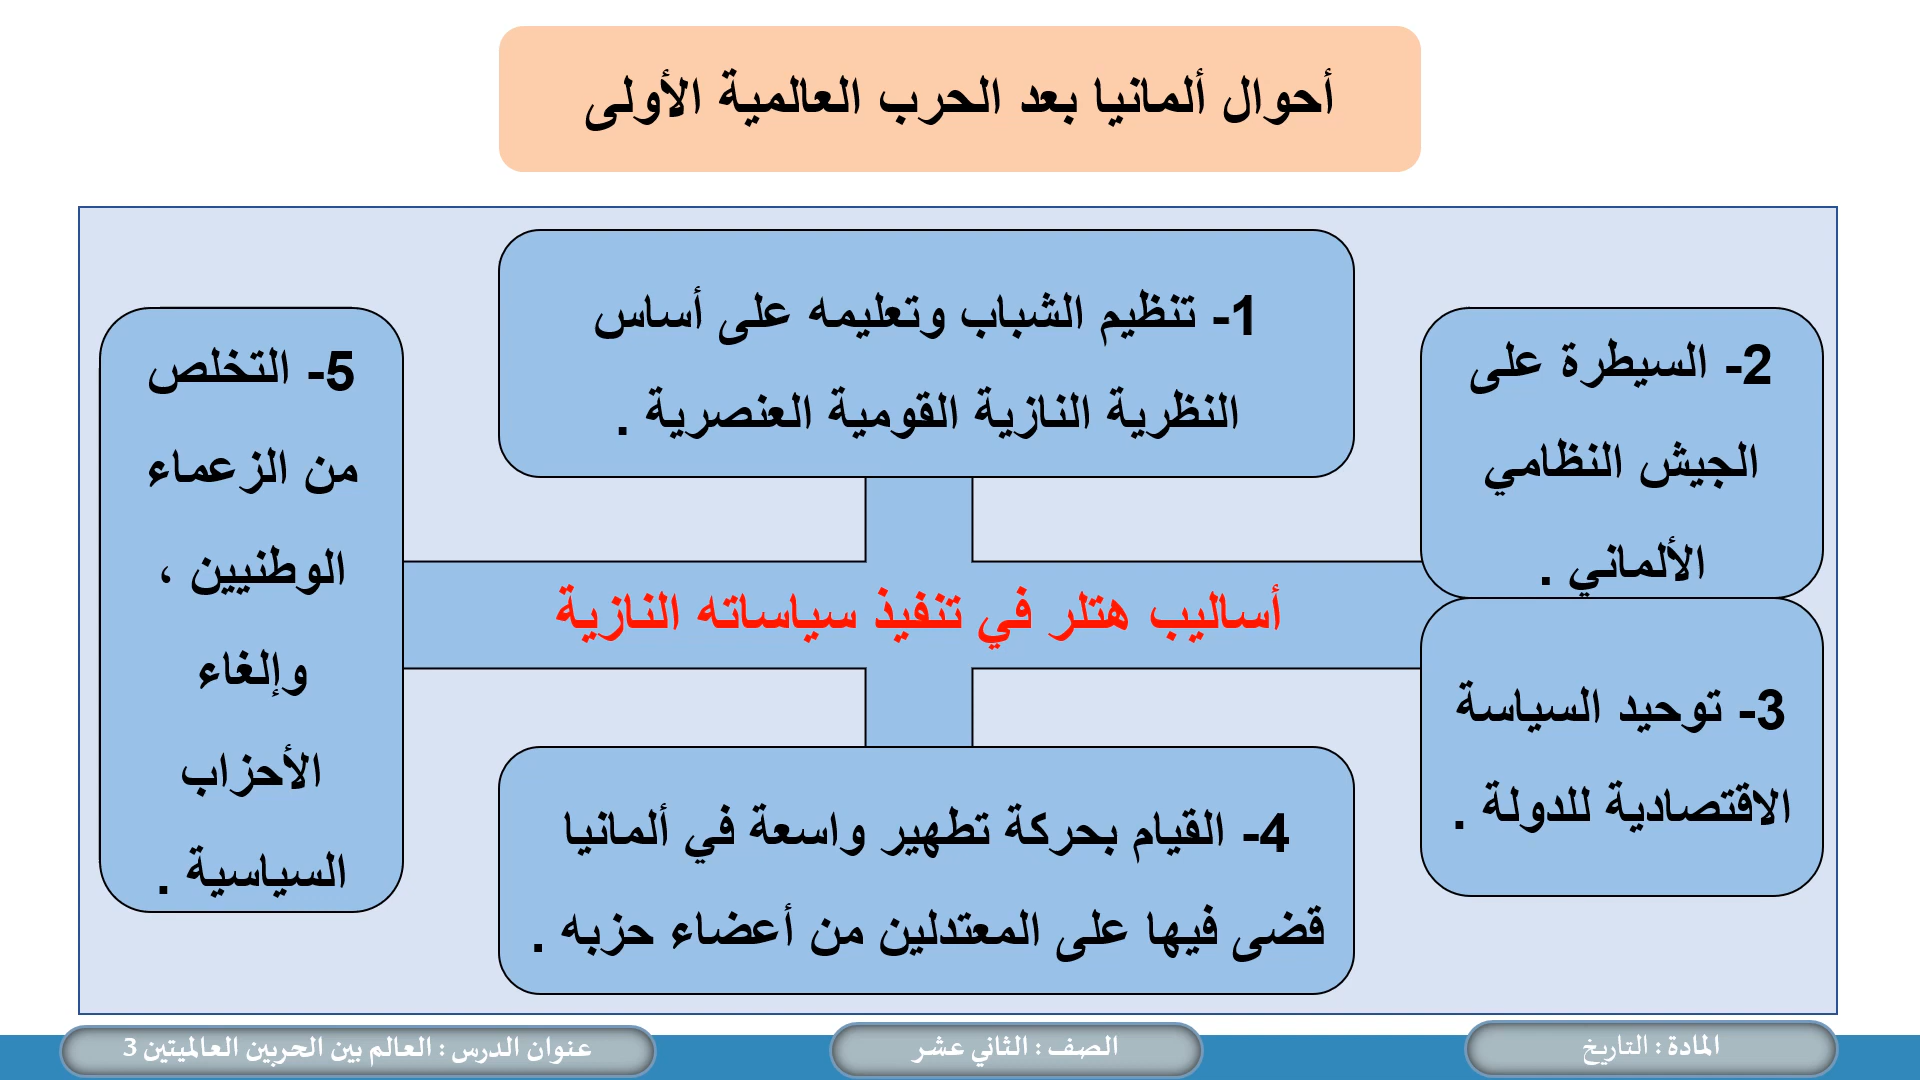 أحوال ألمانيا بعد الحرب العالمية الأولى
1- تنظيم الشباب وتعليمه على أساس
النظرية النازية القومية العنصرية .
2- السيطرة على
الجيش النظامي
الألماني .
3- توحيد السياسة
الاقتصادية للدولة .
4- القيام بحركة تطهير واسعة في ألمانيا
قضى فيها على المعتدلين من أعضاء حزبه .
5- التخلص
من الزعماء
الوطنيين ،
وإلغاء
الأحزاب
السياسية .
أساليب هتلر في تنفيذ سياساته النازية
المادة : التاريخ
الصف : الثاني عشر
عنوان الدرس : العالم بين الحربين العالميتين 3